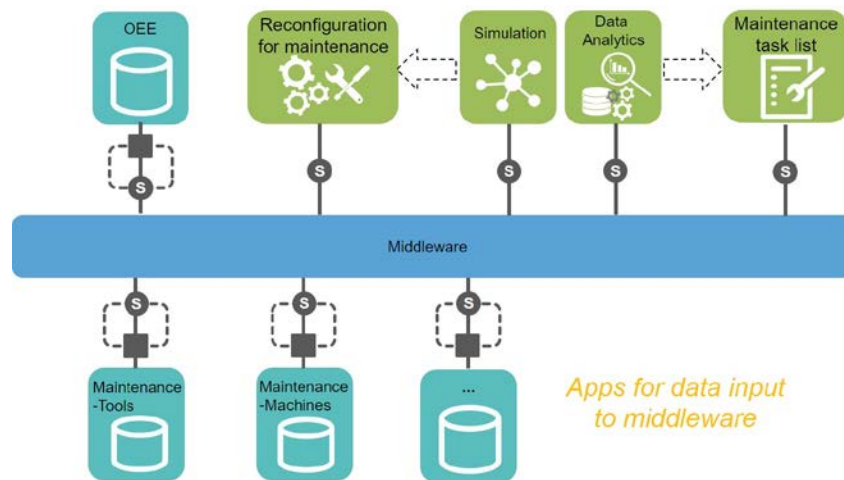 OEE
Reconfiguration
for maintenance
Simulation
Data
Analytics
Maintenance
task list
S
S
S
S
S
Middleware
S
S
S
Maintenance
-Tools
Maintenance
-Machines
...
Apps for data input
to middleware